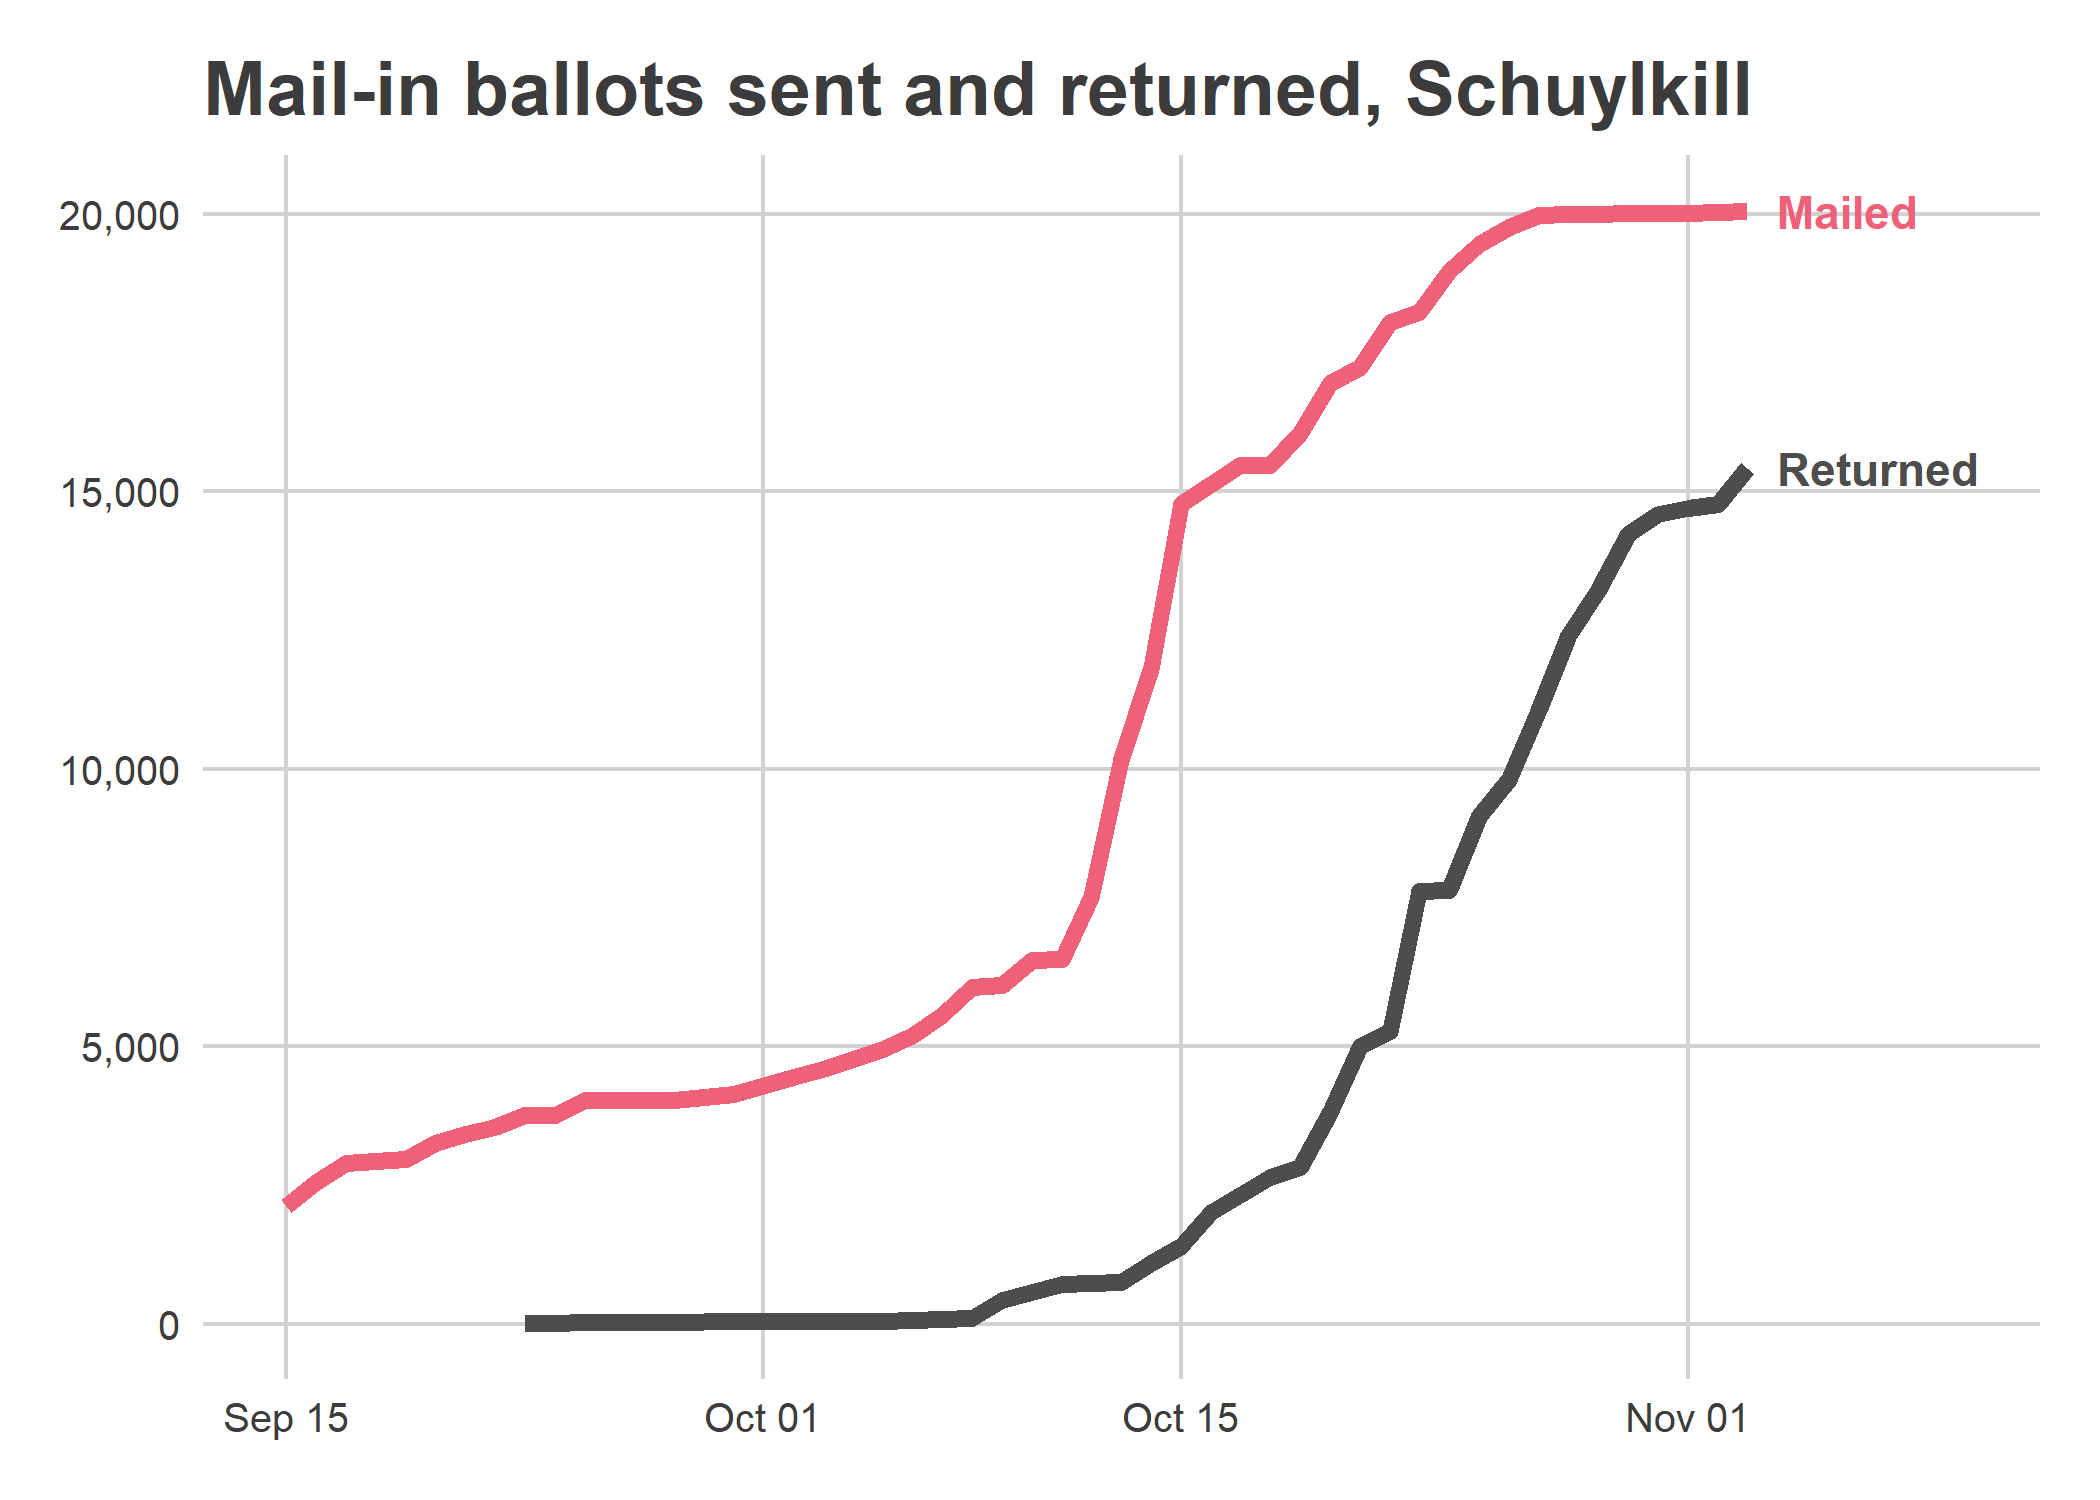 Mail-in ballots sent and returned, Schuylkill
20,000
Mailed
15,000
Returned
10,000
5,000
0
Sep 15
Oct 01
Oct 15
Nov 01